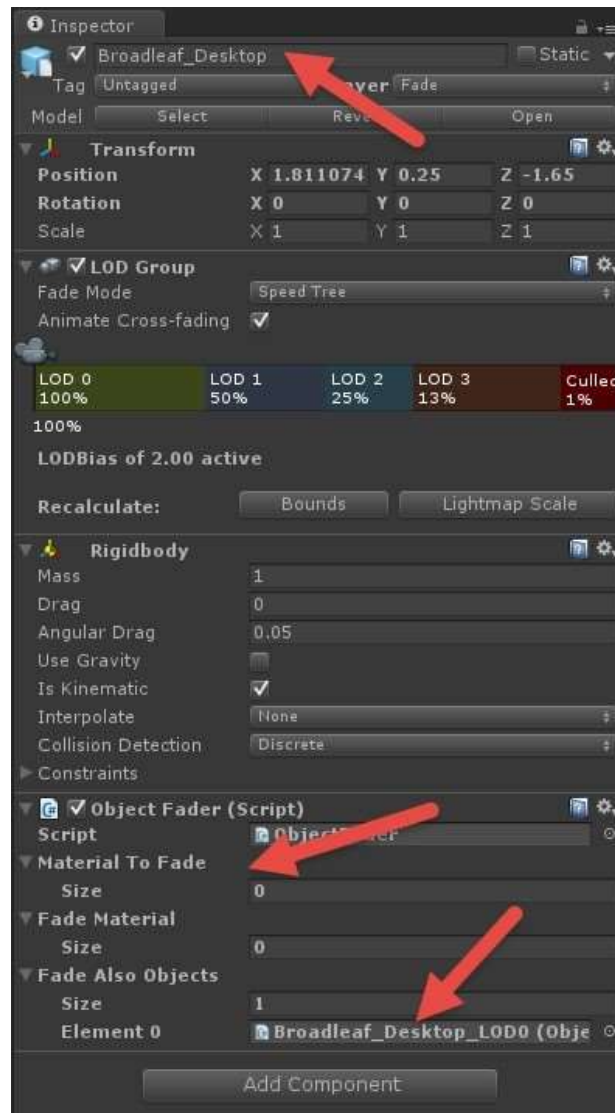 Inspector
Broadleaf_Desktop Static
Tag Untagged Fade
Model Select Open
Transform
Position X 1.811074 Y 0.25 Z -1.65
Rotation X 0 Y 0 Z 0
Scale X 1 Y 1 Z 1
LOD Group
Fade Mode Speed Tree
Animate Cross-fading
LOD 0 LOD 1 LOD 2 LOD 3 Culled
100% 50% 25% 13% 1%
100%
LODBias of 2.00 active
Recalculate: Bounds Lightmap Scale
Rigidbody
Mass 1
Drag 0
Angular Drag 0.05
Use Gravity
Is Kinematic
Interpolate None
Collision Detection Discrete
Constraints
Object Fader (Script)
Script
Material To Fade
Size 0
Fade Material
Size 0
Fade Also Objects
Size 1
Element 0 Broadleaf_Desktop_LOD0 (Obje
Add Component